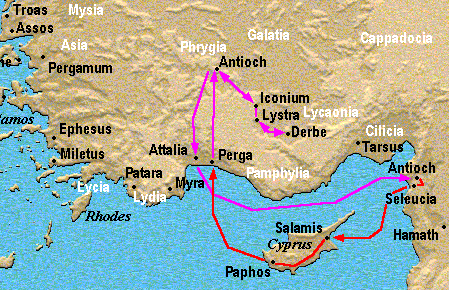 Troas
Mysia
Assos
Asia
Pergamum
Phrygia
Galatia
Cappadocia
Antioch
Iconium
Lystra
Lycaonia
Derbe
Ephesus
Miletus
Attalia
Perga
Cilicia
Tarsus
Patara
Lycia
Lydia
Myra
Pamphylia
Antioch
Seleucia
Rhodes
Salamis
Cyprus
Hamath
Paphos